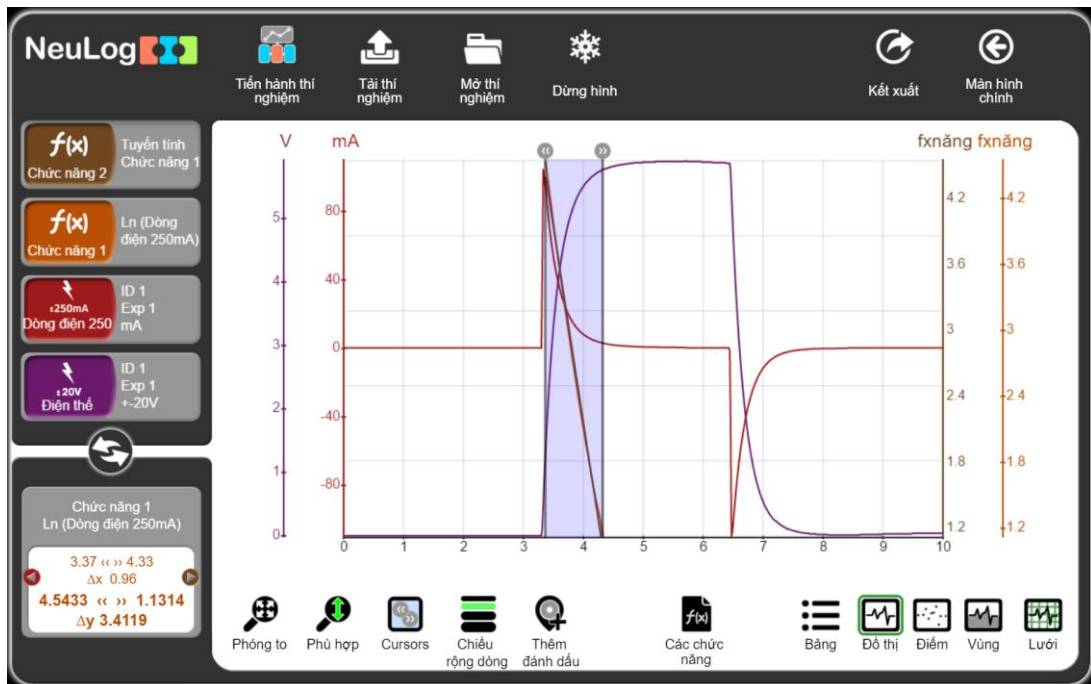 NeuLog
Tiến hành thí
nghiệm
Tải thí
nghiệm
Mở thí
nghiệm
Dừng hình
Kết xuất
Màn hình
chính
f(x)
Chức năng 2
Tuyến tính
Chức năng 1
f(x)
Chức năng 1
Ln (Dòng
điện 250mA)
±250mA
Dòng điện 250
ID 1
Exp 1
mA
±20V
Điện thế
ID 1
Exp 1
+-20V
Chức năng 1
Ln (Dòng điện 250mA)
3.37 ‹‹ ›› 4.33
Δx 0.96
4.5433 ‹‹ ›› 1.1314
Δy 3.4119
V
mA
fxnăng fxnăng
5
4
3
2
1
0
80
40
0
-40
-80
4.2
3.6
3
2.4
1.8
1.2
4.2
3.6
3
2.4
1.8
1.2
0 1 2 3 4 5 6 7 8 9 10
Phóng to
Phù hợp
Cursors
Chiều
rộng dòng
Thêm
đánh dấu
f(x)
Các chức
năng
Bảng
Đồ thị
Điểm
Vùng
Lưới